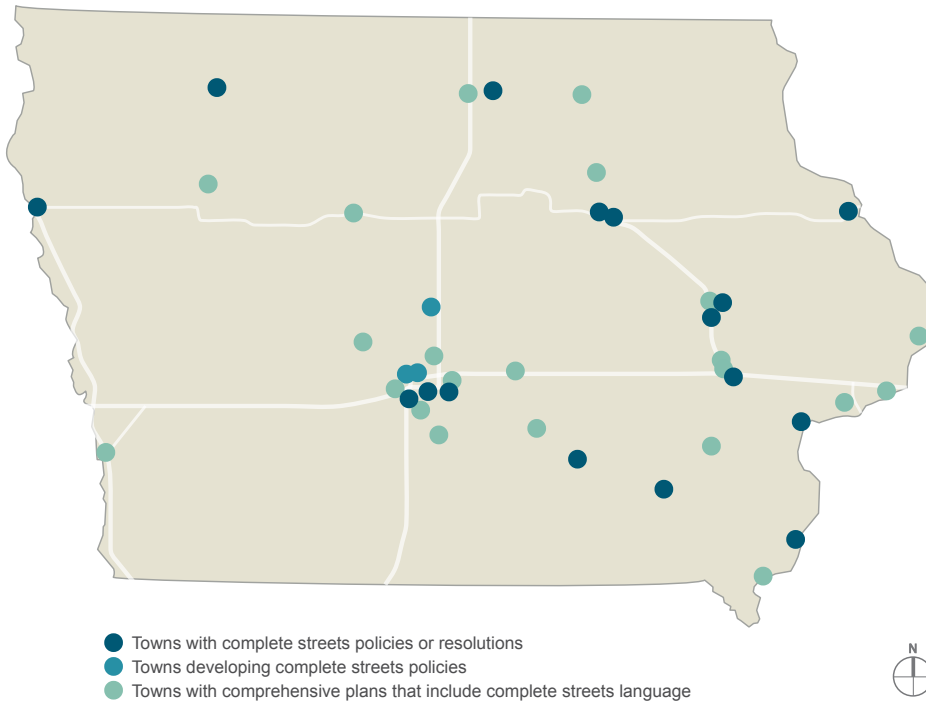 Towns with complete streets policies or resolutions
Towns developing complete streets policies
Towns with comprehensive plans that include complete streets language
N